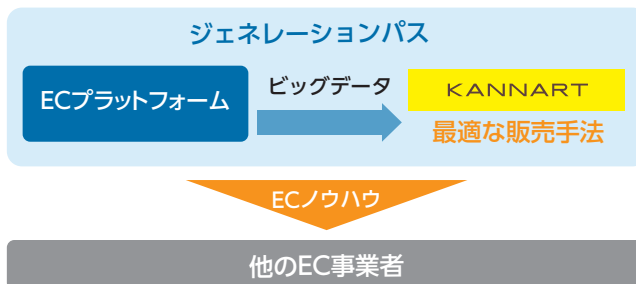 ジェネレーションパス
ECプラットフォーム
ビッグデータ
KANNART
最適な販売手法
ECノウハウ
他のEC事業者